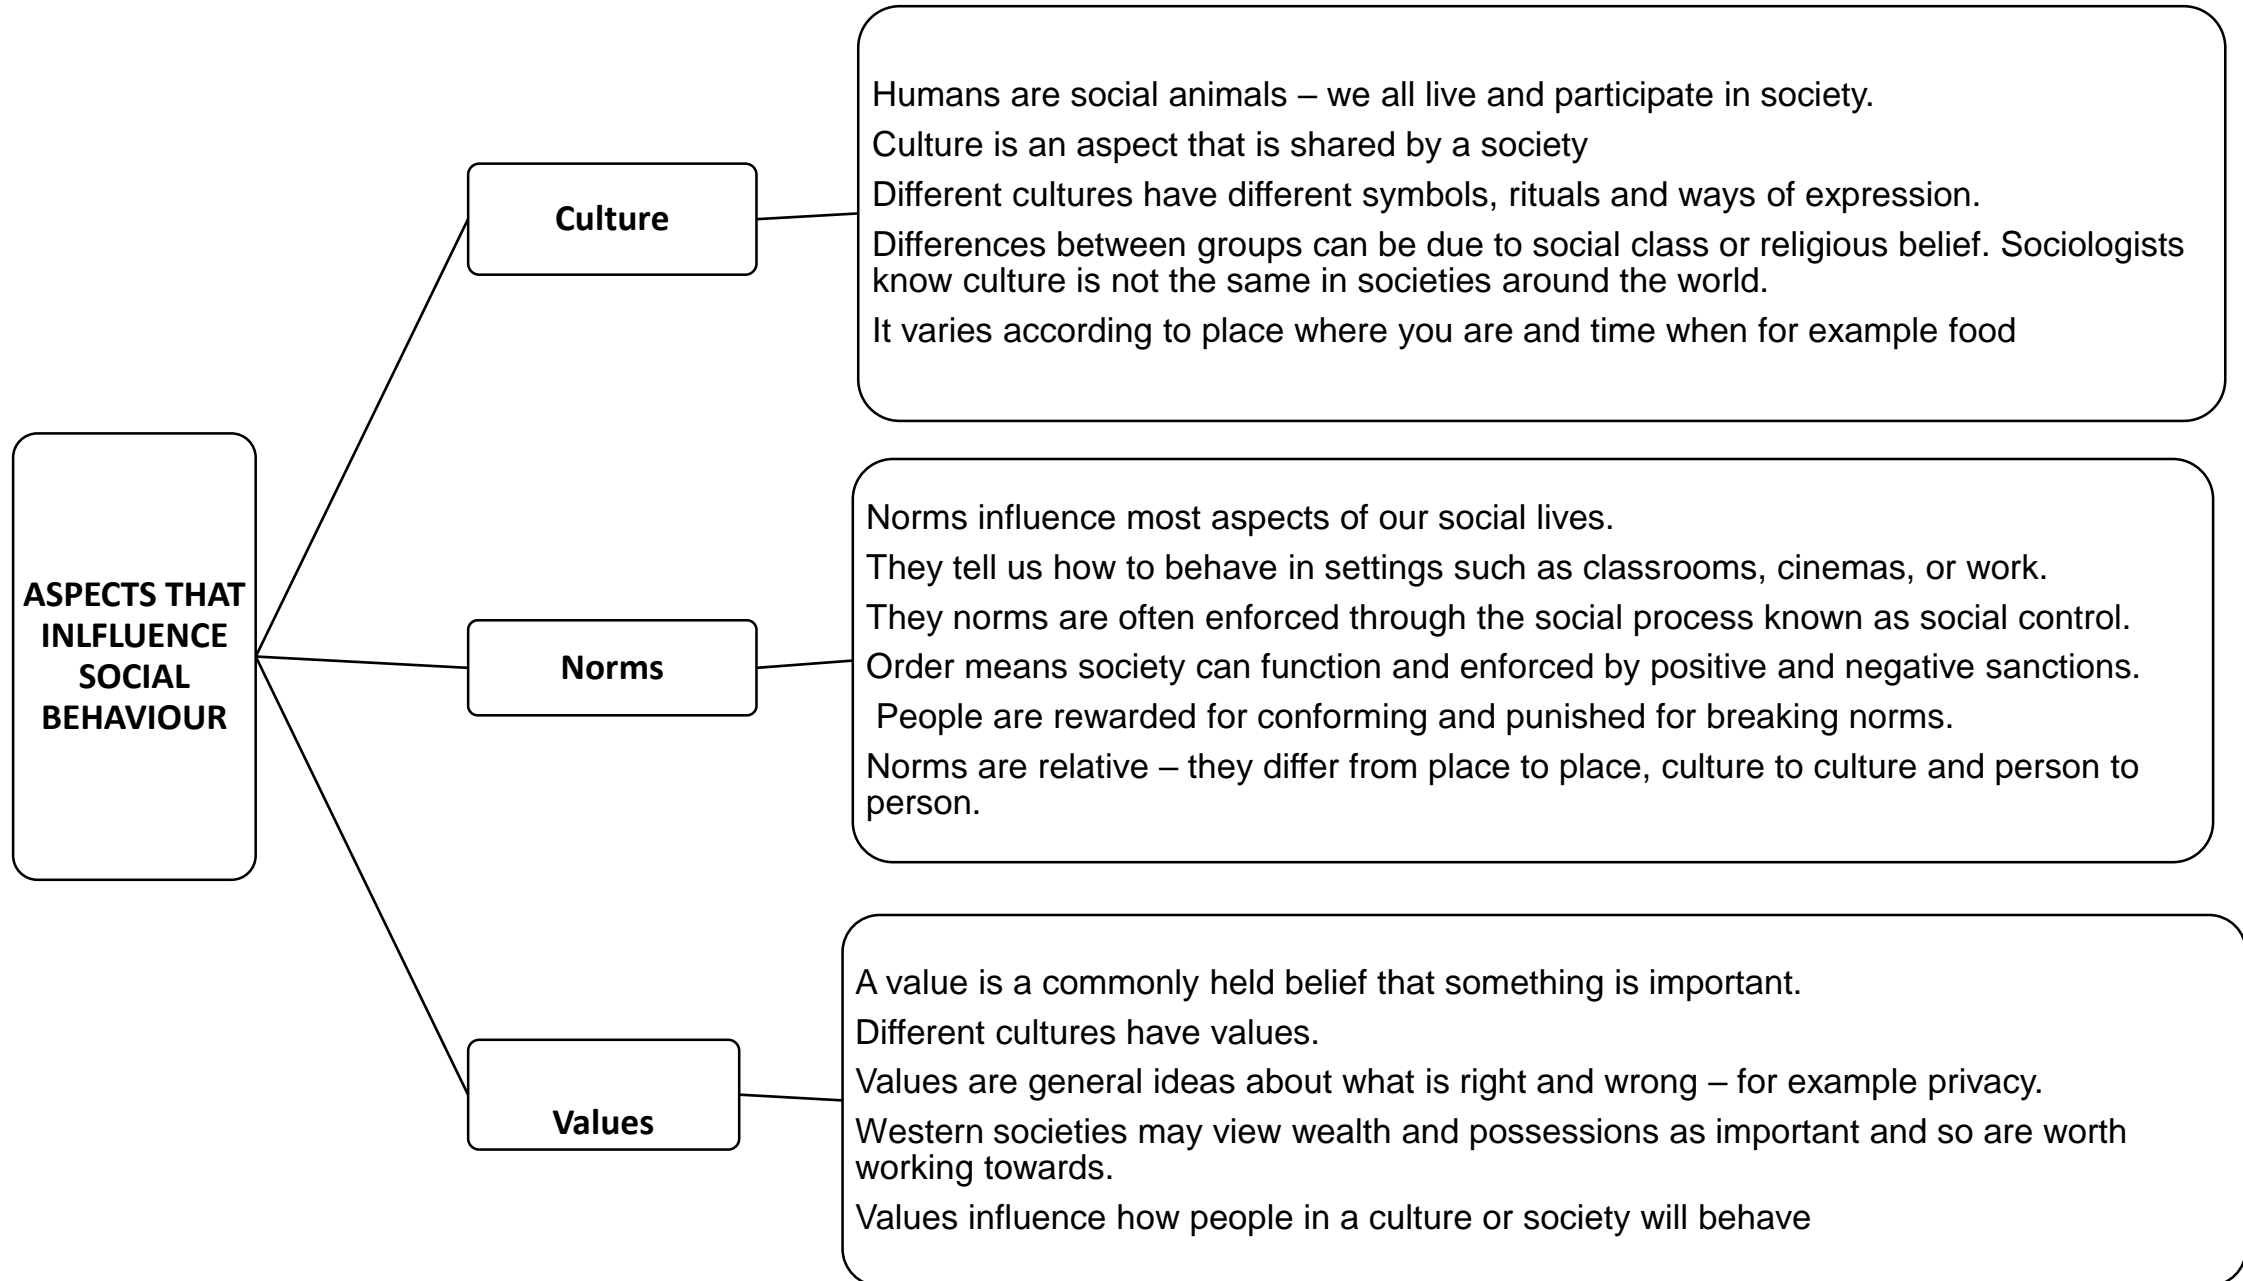 ASPECTS THAT
INLFLUENCE
SOCIAL
BEHAVIOUR
Culture
Humans are social animals – we all live and participate in society.
Culture is an aspect that is shared by a society
Different cultures have different symbols, rituals and ways of expression.
Differences between groups can be due to social class or religious belief. Sociologists
know culture is not the same in societies around the world.
It varies according to place where you are and time when for example food
Norms
Norms influence most aspects of our social lives.
They tell us how to behave in settings such as classrooms, cinemas, or work.
They norms are often enforced through the social process known as social control.
Order means society can function and enforced by positive and negative sanctions.
People are rewarded for conforming and punished for breaking norms.
Norms are relative – they differ from place to place, culture to culture and person to
person.
Values
A value is a commonly held belief that something is important.
Different cultures have values.
Values are general ideas about what is right and wrong – for example privacy.
Western societies may view wealth and possessions as important and so are worth
working towards.
Values influence how people in a culture or society will behave